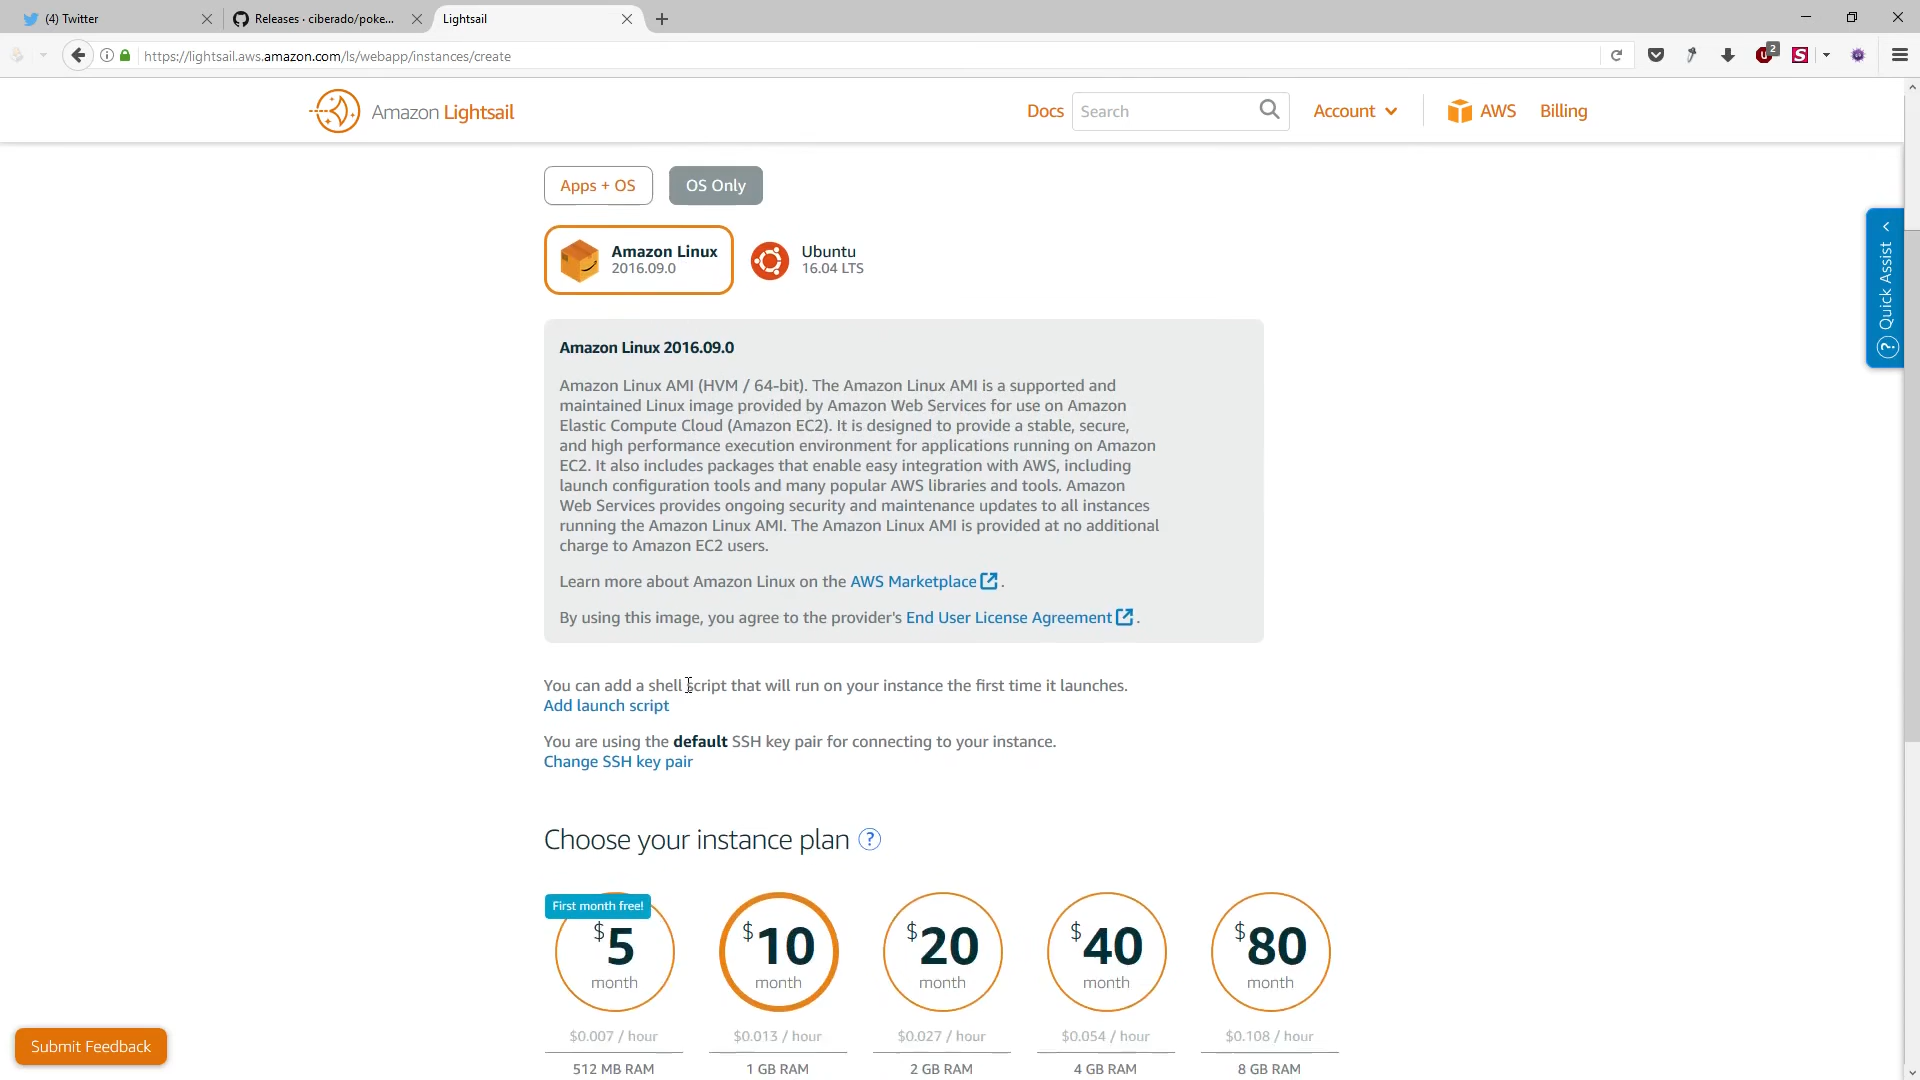 (4) Twitter
Releases · ciberado/poke...
Lightsail
https://lightsail.aws.amazon.com/ls/webapp/instances/create
2
Amazon Lightsail
Docs
Search
Account
AWS
Billing
Apps + OS
OS Only
Amazon Linux
2016.09.0
Ubuntu
16.04 LTS
Quick Assist
Amazon Linux 2016.09.0
Amazon Linux AMI (HVM / 64-bit). The Amazon Linux AMI is a supported and
maintained Linux image provided by Amazon Web Services for use on Amazon
Elastic Compute Cloud (Amazon EC2). It is designed to provide a stable, secure,
and high performance execution environment for applications running on Amazon
EC2. It also includes packages that enable easy integration with AWS, including
launch configuration tools and many popular AWS libraries and tools. Amazon
Web Services provides ongoing security and maintenance updates to all instances
running the Amazon Linux AMI. The Amazon Linux AMI is provided at no additional
charge to Amazon EC2 users.
Learn more about Amazon Linux on the AWS Marketplace .
By using this image, you agree to the provider's End User License Agreement .
You can add a shell script that will run on your instance the first time it launches.
Add launch script
You are using the default SSH key pair for connecting to your instance.
Change SSH key pair
Choose your instance plan ?
First month free!
$5
month
$10
month
$20
month
$40
month
$80
month
$0.007 / hour
$0.013 / hour
$0.027 / hour
$0.054 / hour
$0.108 / hour
Submit Feedback
512 MB RAM
1 GB RAM
2 GB RAM
4 GB RAM
8 GB RAM